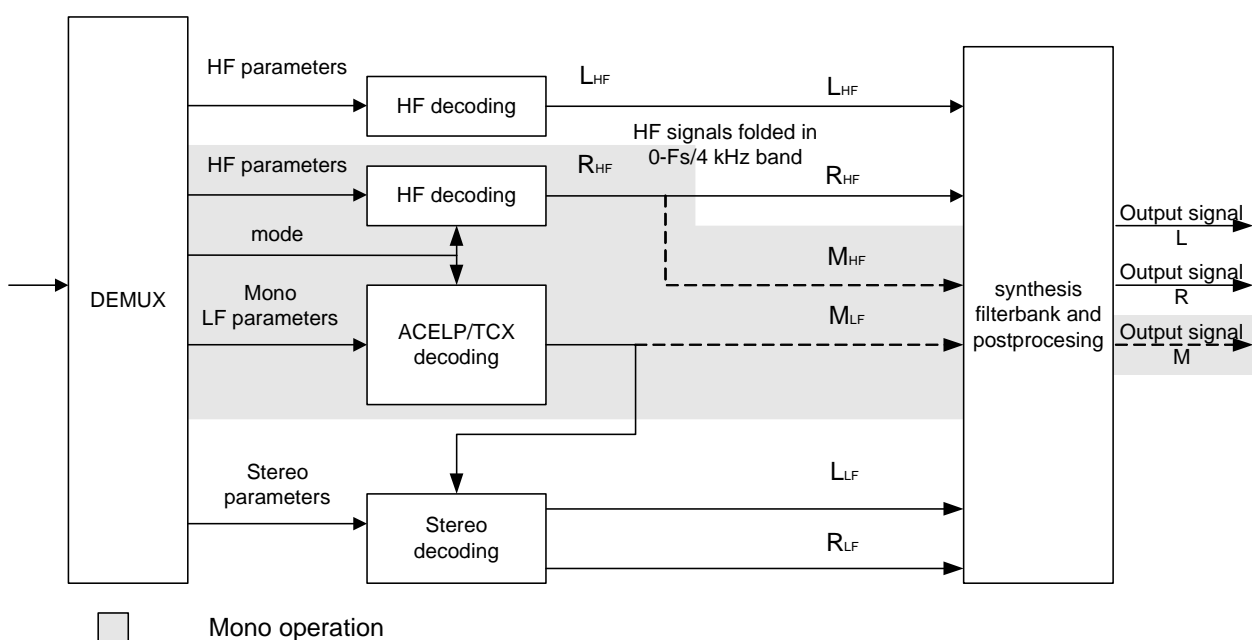 HF parameters
HF decoding
LHF
LHF
HF signals folded in
0-Fs/4 kHz band
HF parameters
HF decoding
RHF
RHF
mode
DEMUX
Mono
LF parameters
ACELP/TCX
decoding
MHF
MLF
synthesis
filterbank and
postprocesing
Output signal
L
Output signal
R
Output signal
M
Stereo
parameters
Stereo
decoding
LLF
RLF
Mono operation